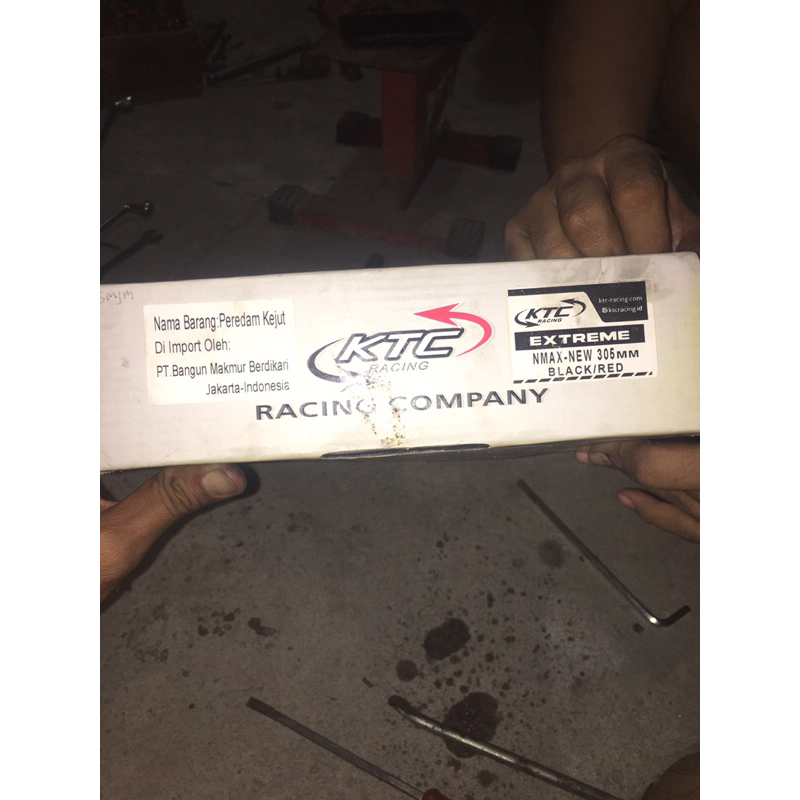 Nama Barang:Peredam Kejut
Di Import Oleh:
PT.Bangun Makmur Berdikari
Jakarta-Indonesia
KTC
RACING
RACING COMPANY
KTC
RACING
ktc-racing.com
ktcracing.id
EXTREME
NMAX-NEW 305MM
BLACK/RED